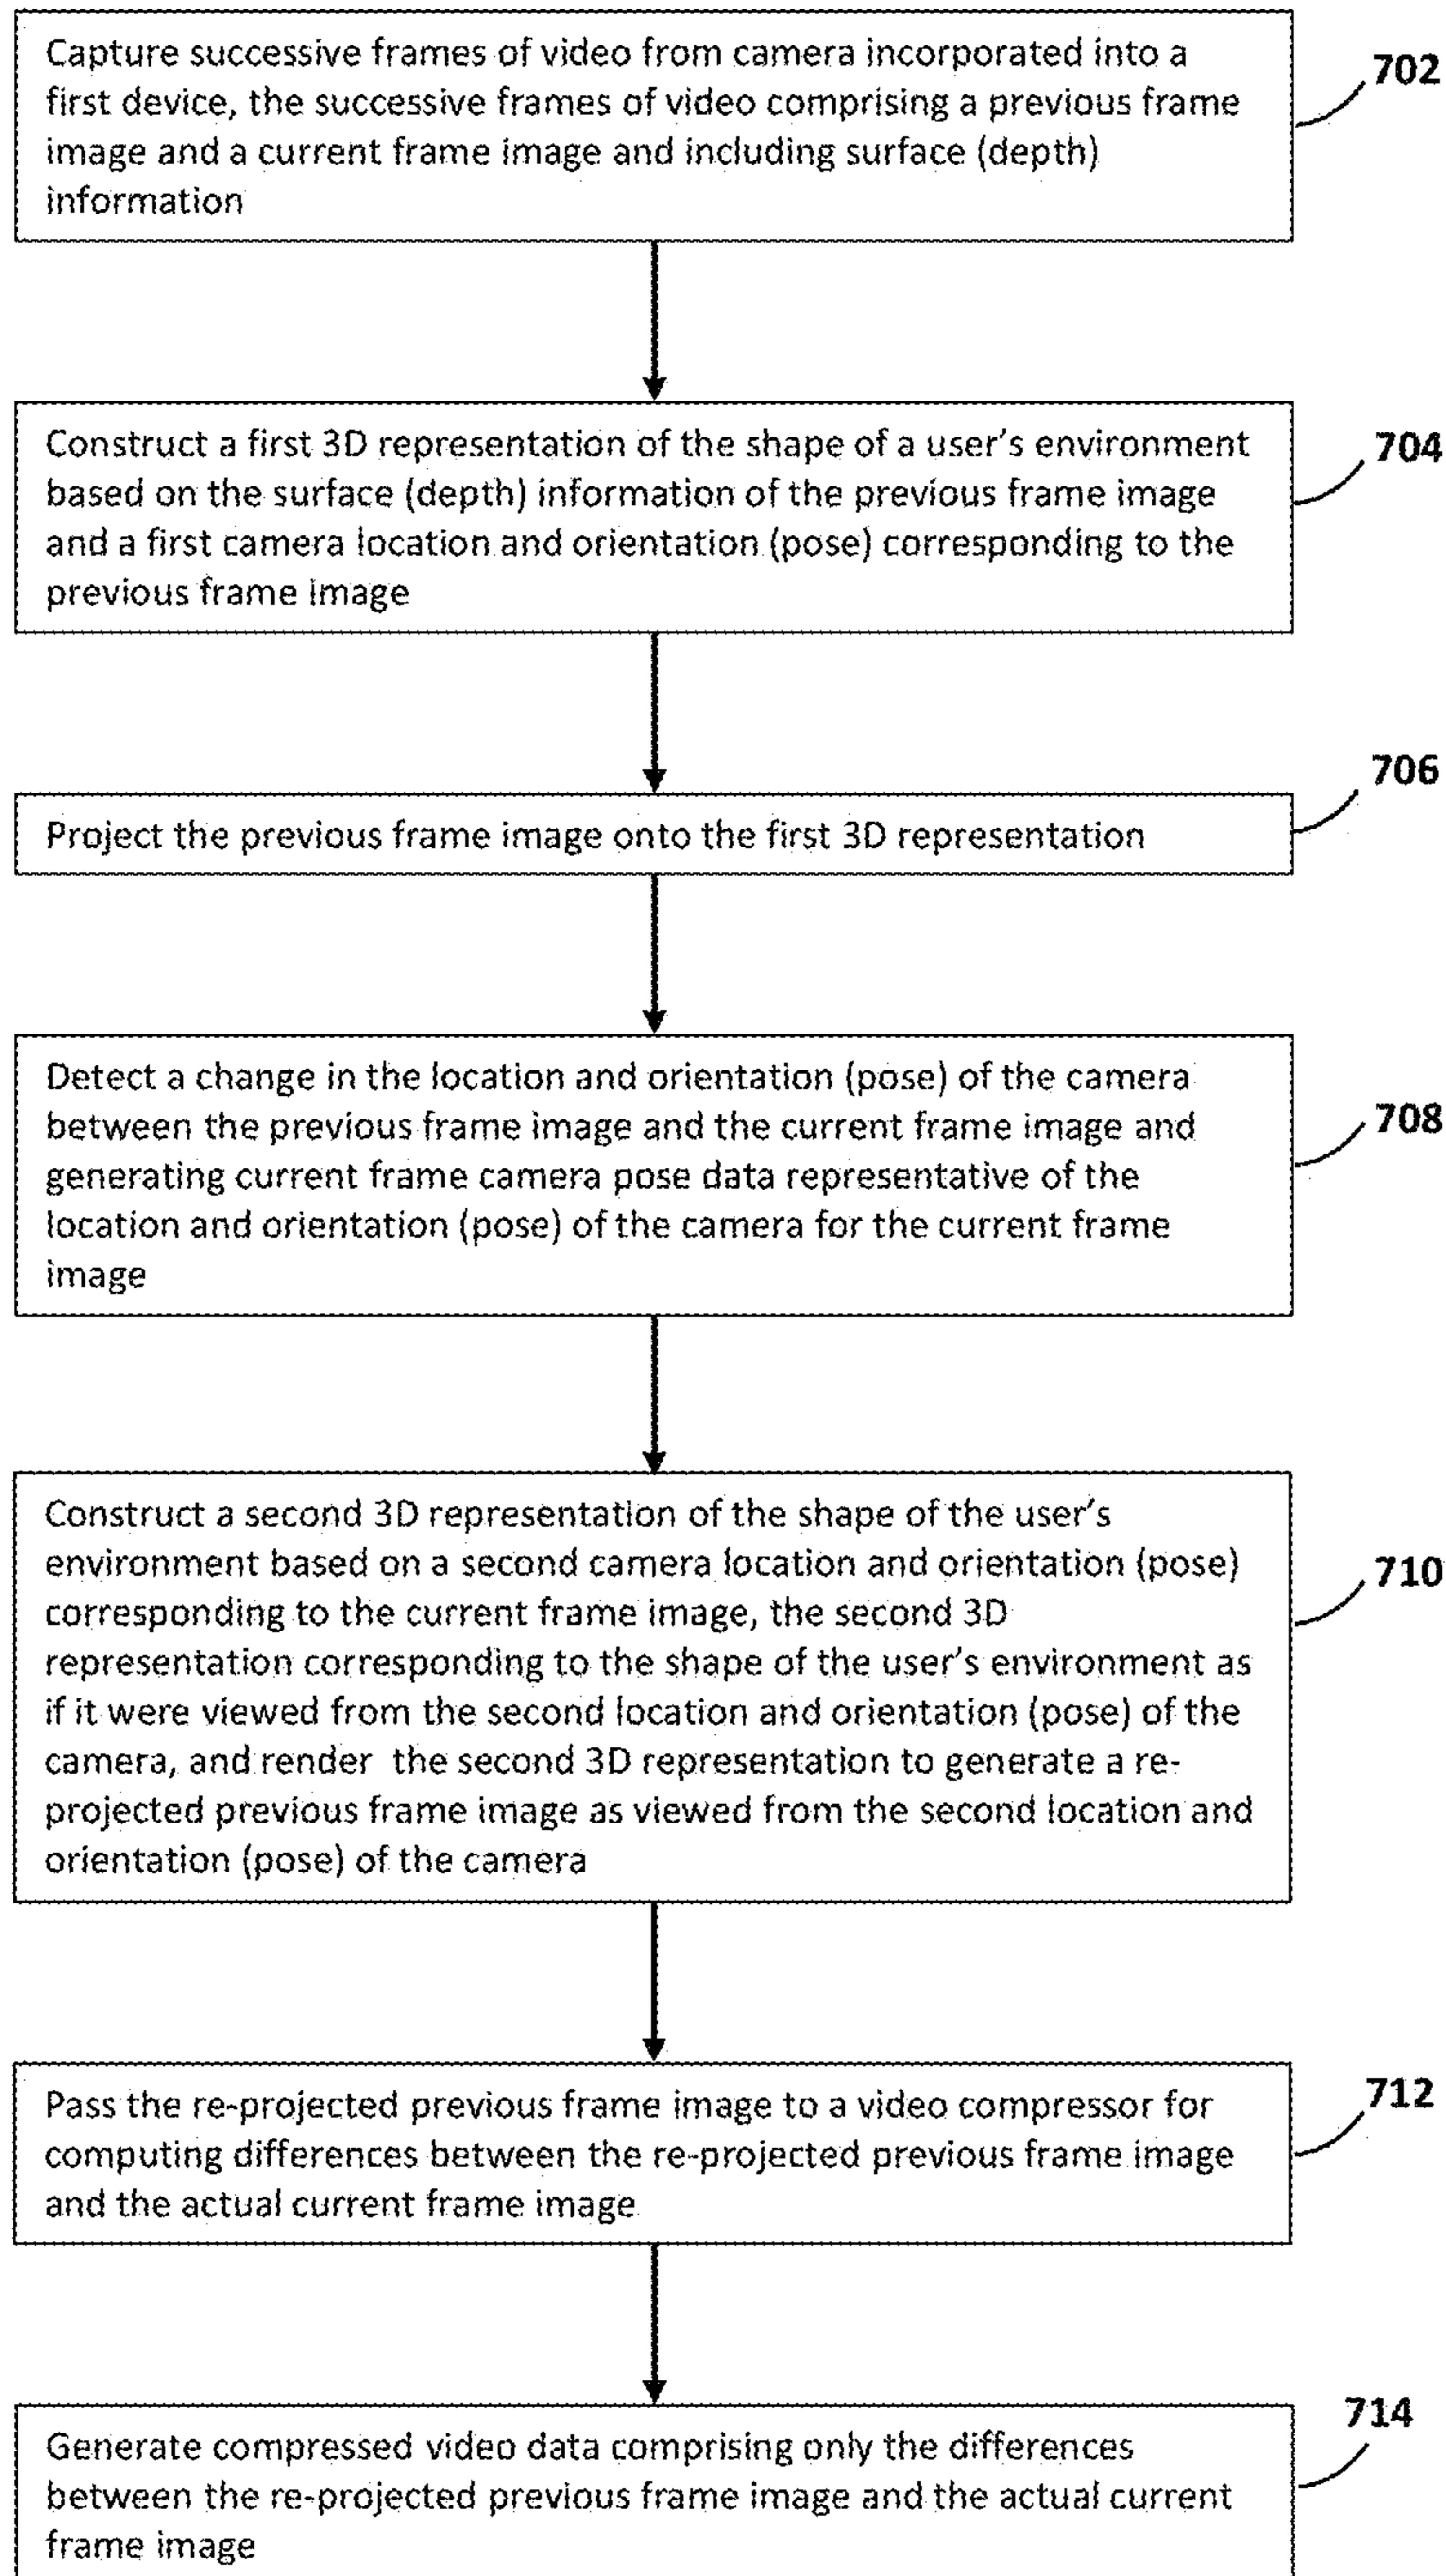 Capture successive frames of video from camera incorporated into a
first device, the successive frames of video comprising a previous frame
image and a current frame image and including surface (depth)
information
702
Construct a first 3D representation of the shape of a user's environment
based on the surface (depth) information of the previous frame image
and a first camera location and orientation (pose) corresponding to the
previous frame image
704
706
Project the previous frame image onto the first 3D representation
Detect a change in the location and orientation (pose) of the camera
between the previous frame image and the current frame image and
generating current frame camera pose data representative of the
location and orientation (pose) of the camera for the current frame
image
708
Construct a second 3D representation of the shape of the user's
environment based on a second camera location and orientation (pose)
corresponding to the current frame image, the second 3D
representation corresponding to the shape of the user's environment as
if it were viewed from the second location and orientation (pose) of the
camera, and render the second 3D representation to generate a re-
projected previous frame image as viewed from the second location and
orientation (pose) of the camera
710
Pass the re-projected previous frame image to a video compressor for
computing differences between the re-projected previous frame image
and the actual current frame image
712
714
Generate compressed video data comprising only the differences
between the re-projected previous frame image and the actual current
frame image